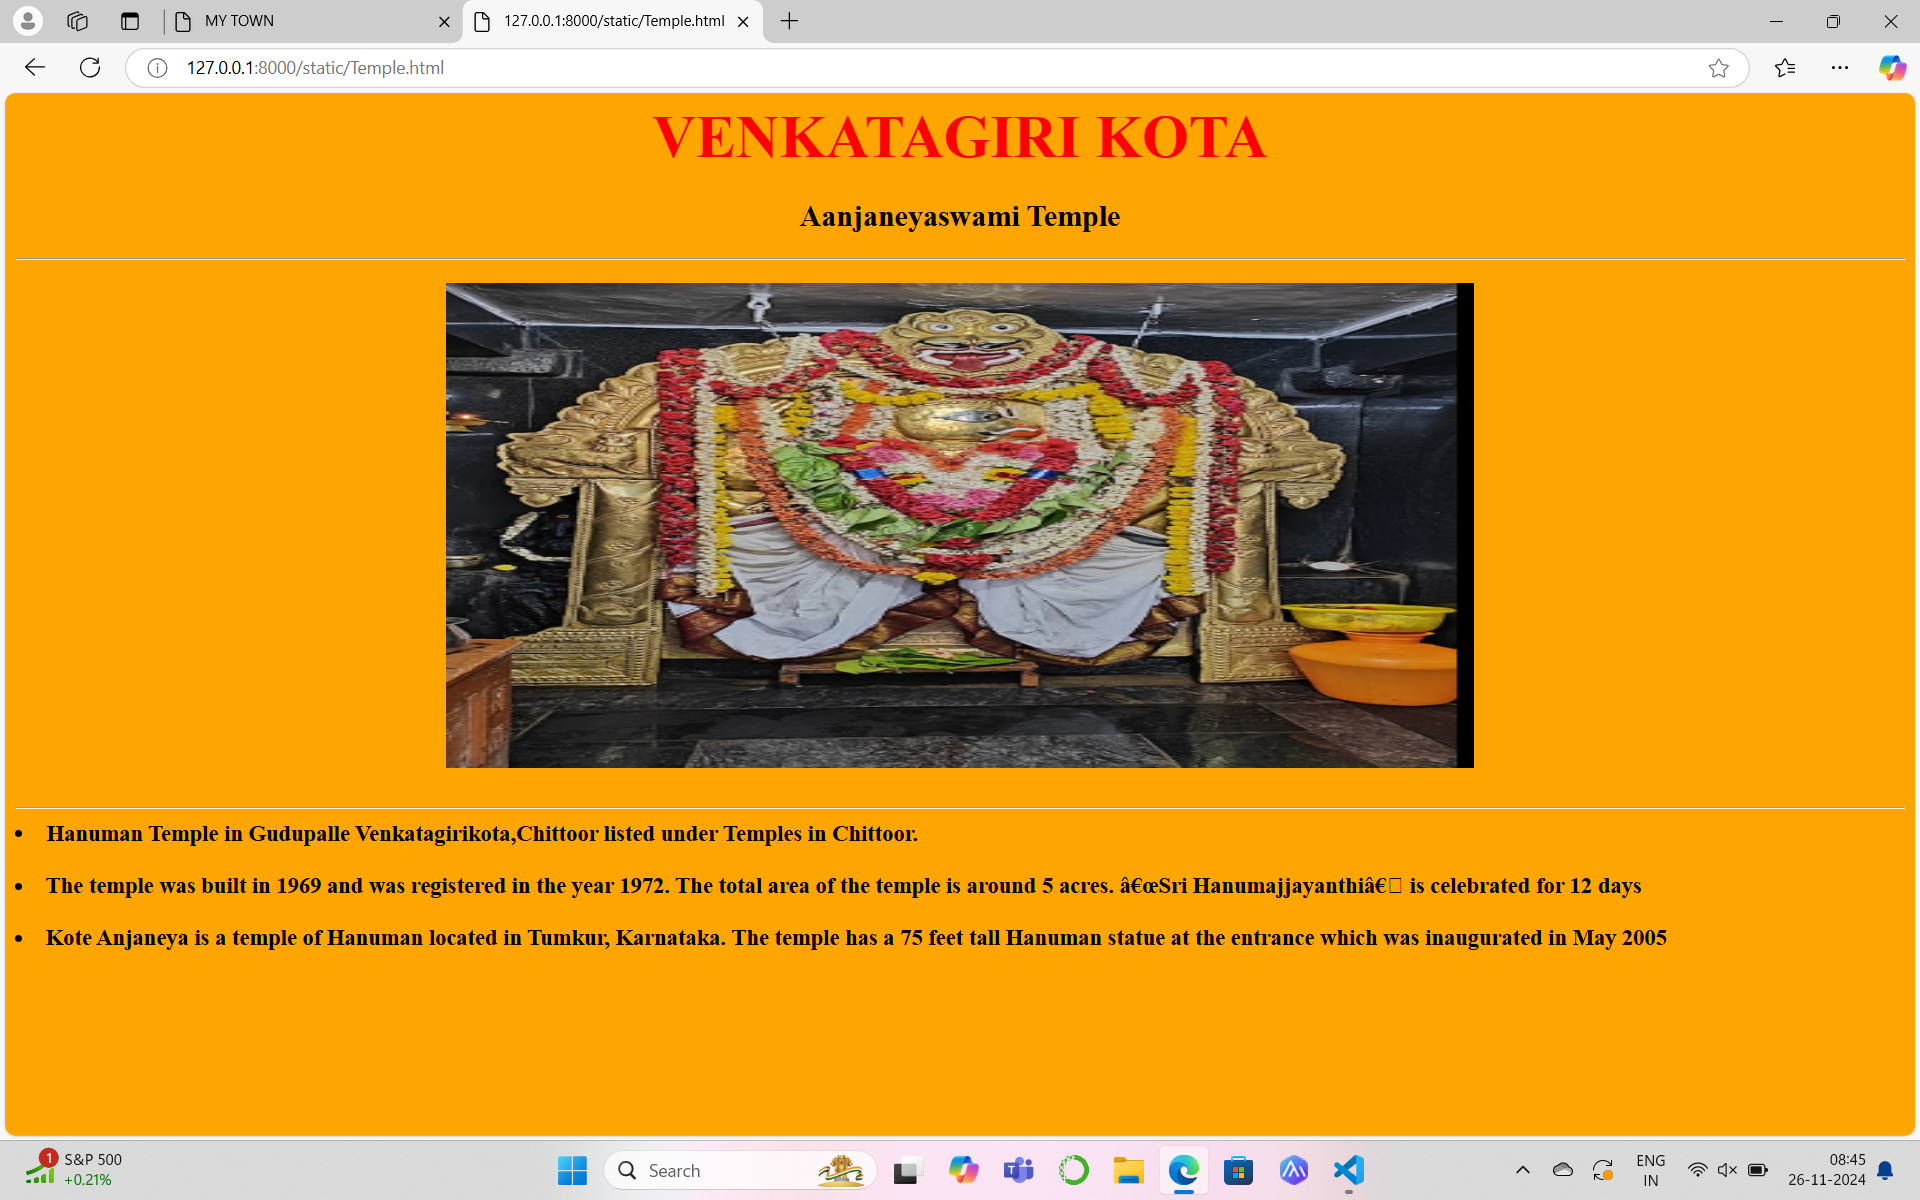 MY TOWN
127.0.0.1:8000/static/Temple.html
127.0.0.1:8000/static/Temple.html
VENKATAGIRI KOTA
Aanjaneyaswami Temple
• Hanuman Temple in Gudupalle Venkatagirikota,Chittoor listed under Temples in Chittoor.
• The temple was built in 1969 and was registered in the year 1972. The total area of the temple is around 5 acres. â€œSri Hanumajjayanthiâ€□ is celebrated for 12 days
• Kote Anjaneya is a temple of Hanuman located in Tumkur, Karnataka. The temple has a 75 feet tall Hanuman statue at the entrance which was inaugurated in May 2005
1
S&P 500
+0.21%
Search
ENG
IN
08:45
26-11-2024